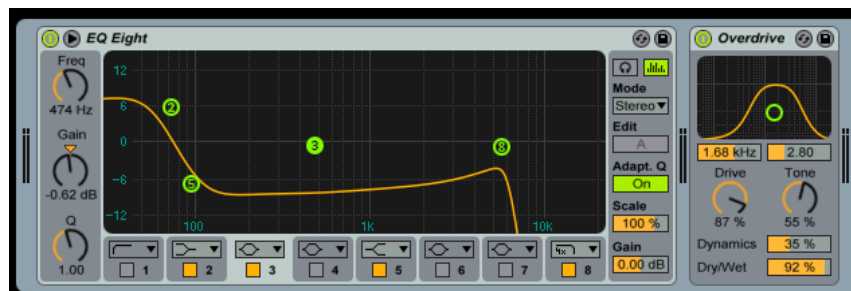 EQ Eight
Freq
474 Hz
Gain
-0.62 dB
Q
1.00
12
6
0
-6
-12
100
1k
10k
2
3
5
8
Mode
Stereo
Edit
A
Adapt. Q
On
Scale
100 %
Gain
0.00 dB
1
2
3
4
5
6
7
4x
8
Overdrive
1.68 kHz
2.80
Drive
Tone
87 %
55 %
Dynamics
35 %
Dry/Wet
92 %